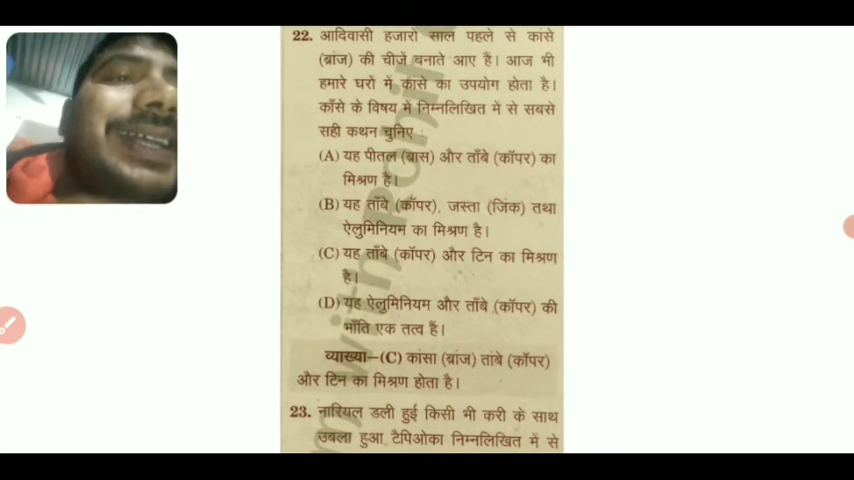 22. आदिवासी हजारों साल पहले से कांसे
(ब्रांज) की चीजें बनाते आए हैं। आज भी
हमारे घरों में कांसे का उपयोग होता है।
काँसे के विषय में निम्नलिखित में से सबसे
सही कथन चुनिए :
(A) यह पीतल (ब्रास) और ताँबे (कॉपर) का
मिश्रण है।
(B) यह ताँबे (कॉपर), जस्ता (जिंक) तथा
ऐलुमिनियम का मिश्रण है।
(C) यह ताँबे (कॉपर) और टिन का मिश्रण
है।
(D) यह ऐलुमिनियम और ताँबे (कॉपर) की
भाँति एक तत्व हैं।
व्याख्या–(C) कांसा (ब्रांज) तांबे (कॉपर)
और टिन का मिश्रण होता है।
23. नारियल डली हुई किसी भी करी के साथ
उबला हुआ टैपिओका निम्नलिखित में से
with Rohit